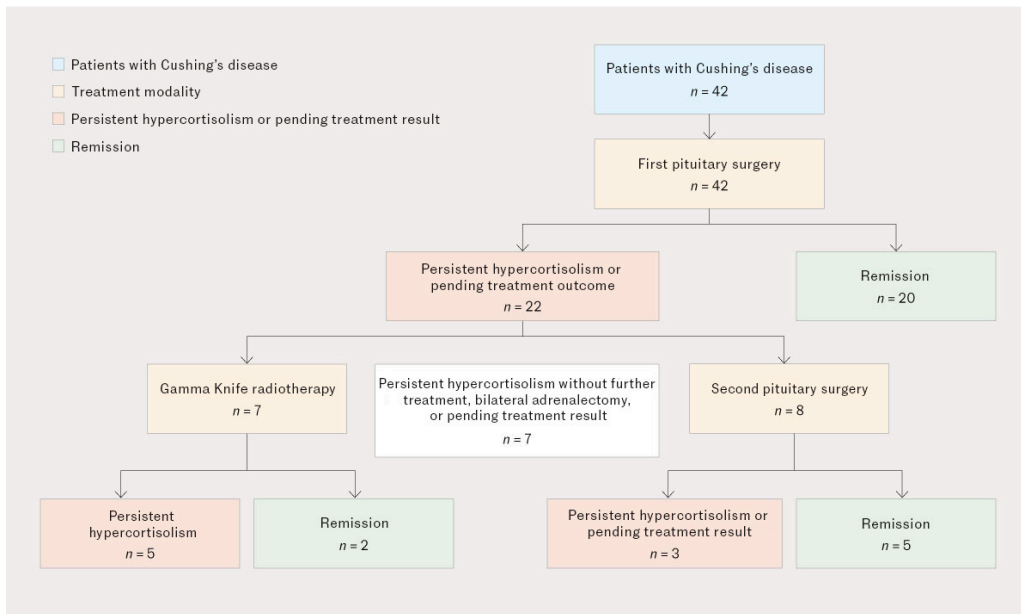 Patients with Cushing's disease
Treatment modality
Persistent hypercortisolism or pending treatment result
Remission
Patients with Cushing's disease
n = 42
First pituitary surgery
n = 42
Persistent hypercortisolism or
pending treatment outcome
n = 22
Remission
n = 20
Gamma Knife radiotherapy
n = 7
Persistent hypercortisolism without further
treatment, bilateral adrenalectomy,
or pending treatment result
n = 7
Second pituitary surgery
n = 8
Persistent
hypercortisolism
n = 5
Remission
n = 2
Persistent hypercortisolism or
pending treatment result
n = 3
Remission
n = 5